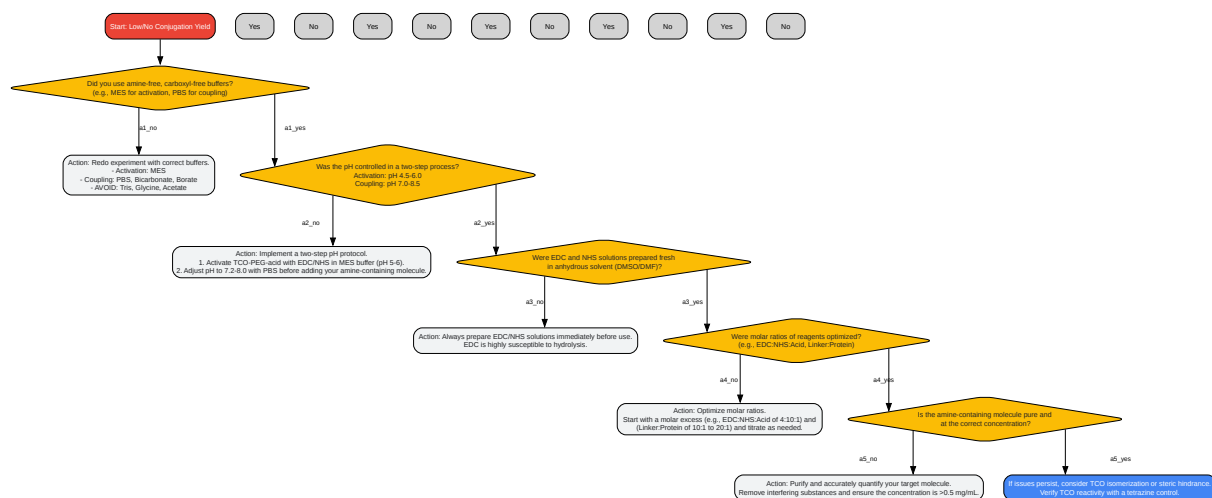 Start: Low/No Conjugation Yield
Yes
No
Yes
No
Yes
No
Yes
No
Yes
No
Did you use amine-free, carboxyl-free buffers?
(e.g., MES for activation, PBS for coupling)
a1_no
a1_yes
Action: Redo experiment with correct buffers.
- Activation: MES
- Coupling: PBS, Bicarbonate, Borate
- AVOID: Tris, Glycine, Acetate
Was the pH controlled in a two-step process?
Activation: pH 4.5-6.0
Coupling: pH 7.0-8.5
a2_no
a2_yes
Action: Implement a two-step pH protocol.
1. Activate TCO-PEG-acid with EDC/NHS in MES buffer (pH 5-6).
2. Adjust pH to 7.2-8.0 with PBS before adding your amine-containing molecule.
Were EDC and NHS solutions prepared fresh
in anhydrous solvent (DMSO/DMF)?
a3_no
a3_yes
Action: Always prepare EDC/NHS solutions immediately before use.
EDC is highly susceptible to hydrolysis.
Were molar ratios of reagents optimized?
(e.g., EDC:NHS:Acid, Linker:Protein)
a4_no
a4_yes
Action: Optimize molar ratios.
Start with a molar excess (e.g., EDC:NHS:Acid of 4:10:1) and
(Linker:Protein of 10:1 to 20:1) and titrate as needed.
Is the amine-containing molecule pure and
at the correct concentration?
a5_no
a5_yes
Action: Purify and accurately quantify your target molecule.
Remove interfering substances and ensure the concentration is >0.5 mg/mL.
If issues persist, consider TCO isomerization or steric hindrance.
Verify TCO reactivity with a tetrazine control.